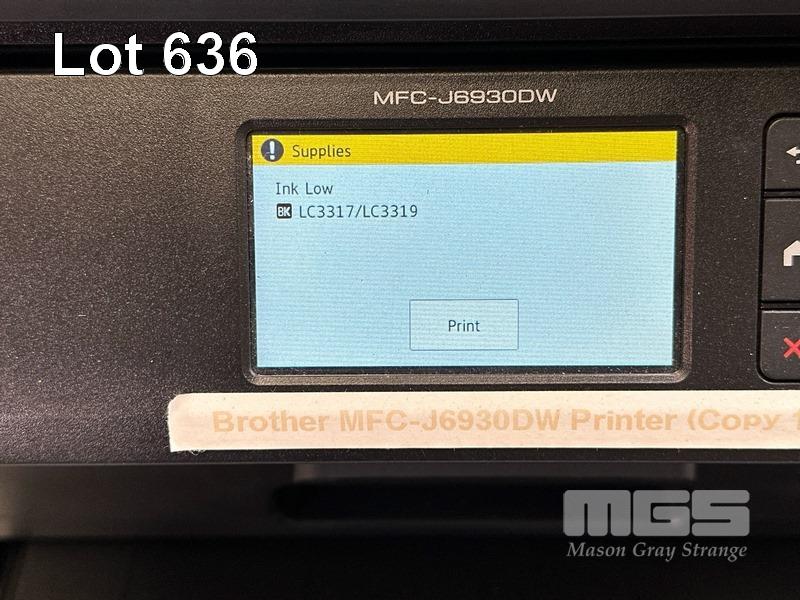 Lot 636
MFC-J6930DW
Supplies
Ink Low
BK LC3317/LC3319
Print
Brother MFC-J6930DW Printer (Copy 1
MGS
Mason Gray Strange